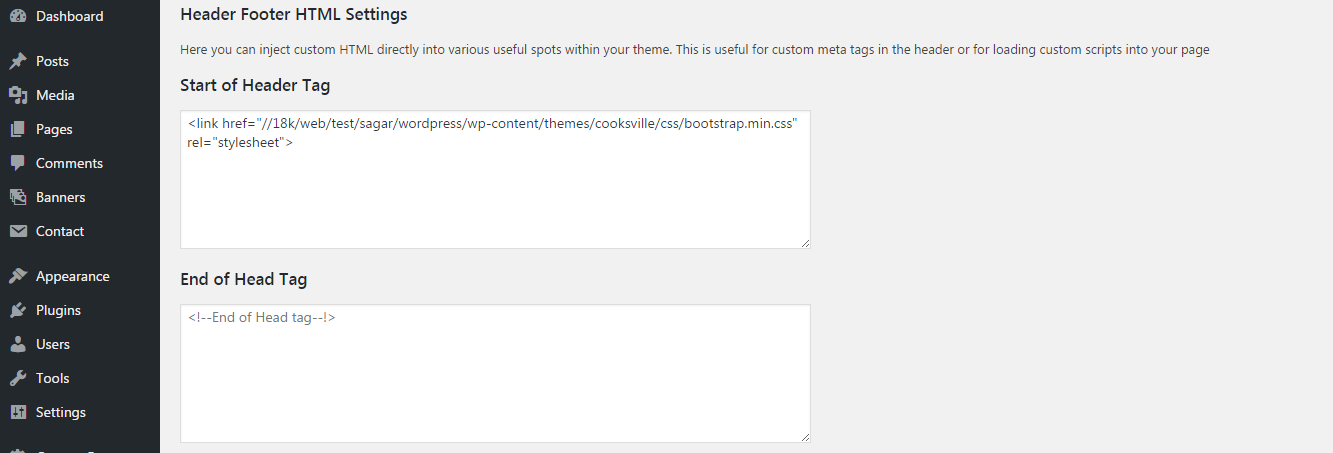 Dashboard
Posts
Media
Pages
Comments
Banners
Contact
Appearance
Plugins
Users
Tools
Settings
Header Footer HTML Settings
Here you can inject custom HTML directly into various useful spots within your theme. This is useful for custom meta tags in the header or for loading custom scripts into your page
Start of Header Tag
<link href="//18k/web/test/sagar/wordpress/wp-content/themes/cooksville/css/bootstrap.min.css"
rel="stylesheet">
End of Head Tag
<!--End of Head tag--!>